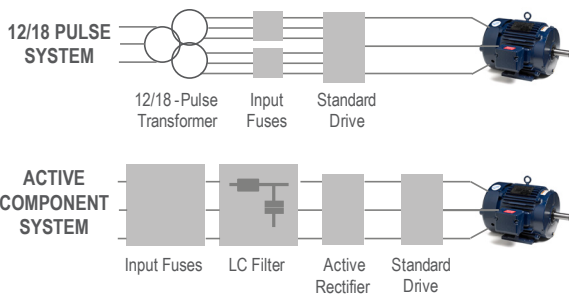 12/18 PULSE
SYSTEM
12/18 -Pulse
Transformer
Input
Fuses
Standard
Drive
ACTIVE
COMPONENT
SYSTEM
Input Fuses
LC Filter
Active
Rectifier
Standard
Drive